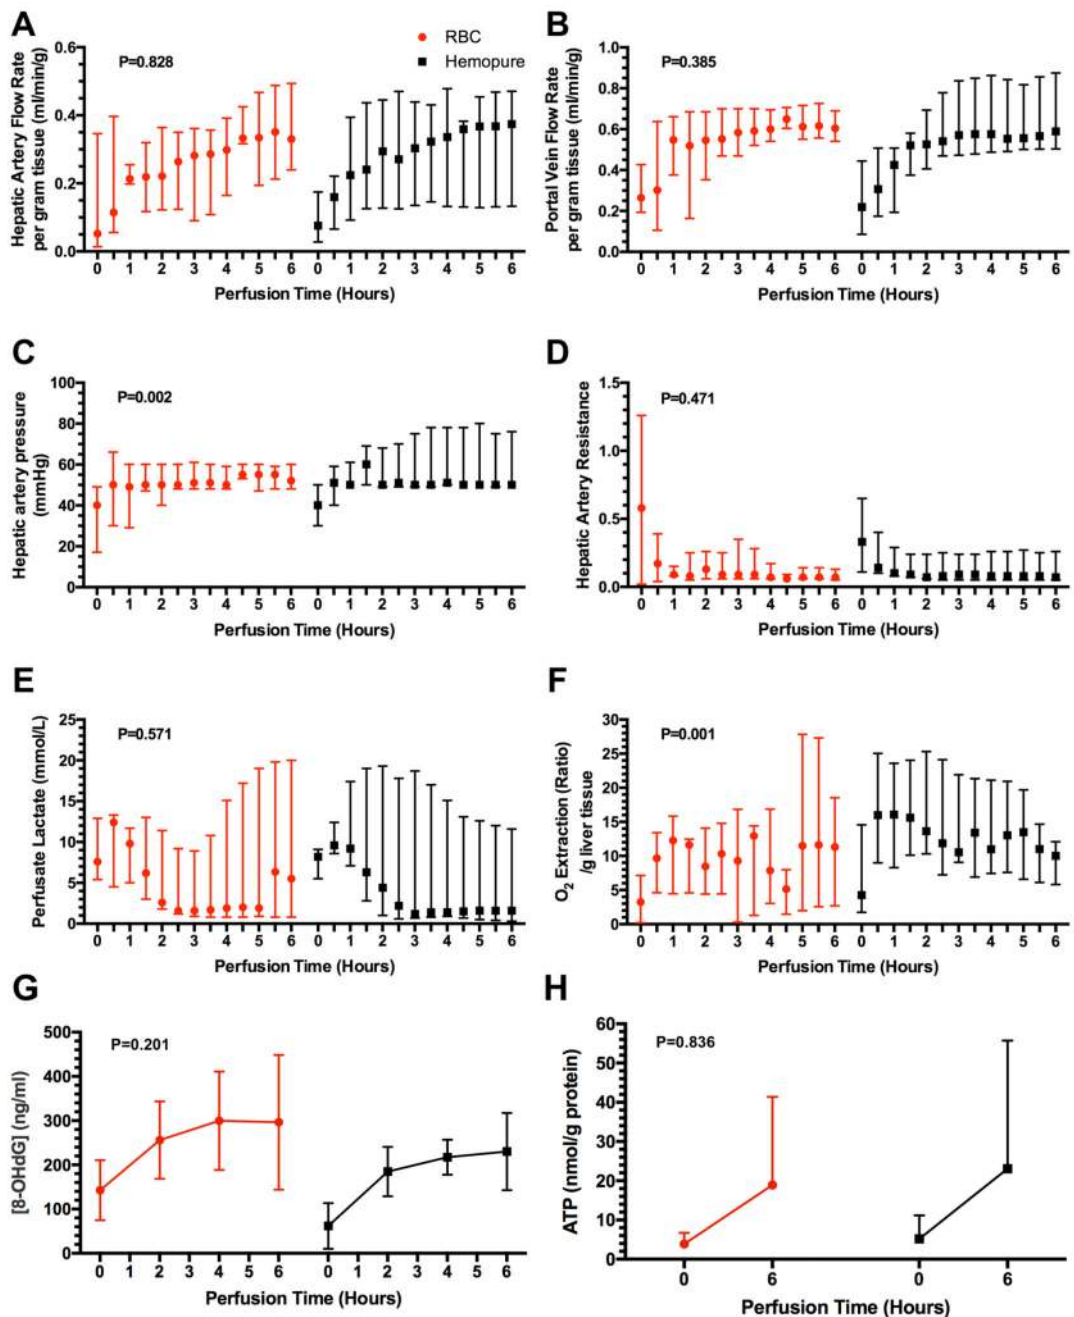 A
RBC
Hemopure
P=0.828
Hepatic Artery Flow Rate
per gram tissue (ml/min/g)
0.6
0.4
0.2
0.0
0 1 2 3 4 5 6 0 1 2 3 4 5 6
Perfusion Time (Hours)
B
P=0.385
Portal Vein Flow Rate
per gram tissue (ml/min/g)
1.0
0.8
0.6
0.4
0.2
0.0
0 1 2 3 4 5 6 0 1 2 3 4 5 6
Perfusion Time (Hours)
C
P=0.002
Hepatic artery pressure
(mmHg)
100
80
60
40
20
0
0 1 2 3 4 5 6 0 1 2 3 4 5 6
Perfusion Time (Hours)
D
P=0.471
Hepatic Artery Resistance
1.5
1.0
0.5
0.0
0 1 2 3 4 5 6 0 1 2 3 4 5 6
Perfusion Time (Hours)
E
P=0.571
Perfusate Lactate (mmol/L)
25
20
15
10
5
0
0 1 2 3 4 5 6 0 1 2 3 4 5 6
Perfusion Time (Hours)
F
P=0.001
O2 Extraction (Ratio)
/g liver tissue
30
25
20
15
10
5
0
0 1 2 3 4 5 6 0 1 2 3 4 5 6
Perfusion Time (Hours)
G
P=0.201
[8-OHdG] (ng/ml)
500
400
300
200
100
0
0 1 2 3 4 5 6 0 1 2 3 4 5 6
Perfusion Time (Hours)
H
P=0.836
ATP (nmol/g protein)
60
50
40
30
20
10
0
0 6 0 6
Perfusion Time (Hours)